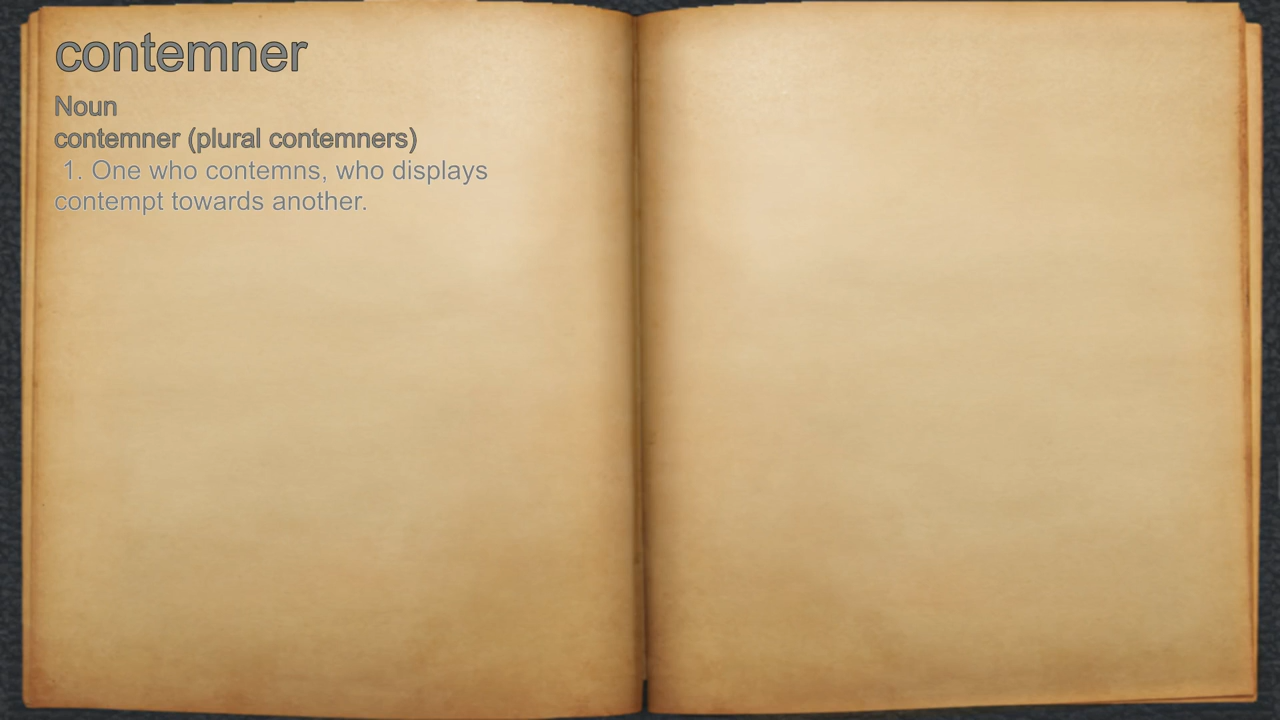 contemner
Noun
contemner (plural contemners)
1. One who contemns, who displays
contempt towards another.